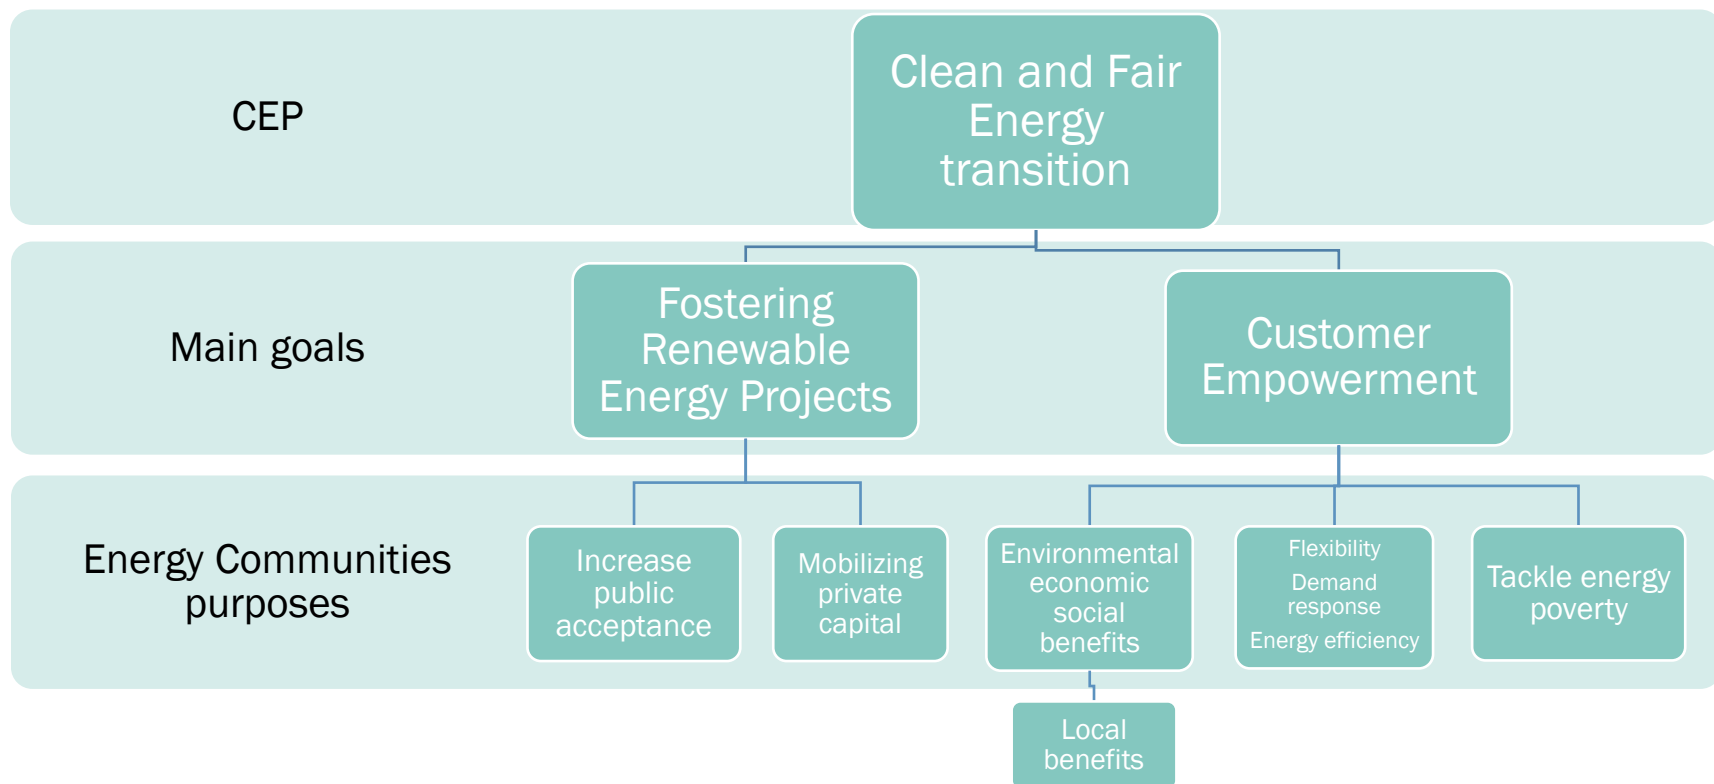 CEP
Clean and Fair
Energy
transition
Main goals
Fostering
Renewable
Energy Projects
Customer
Empowerment
Energy Communities
purposes
Increase
public
acceptance
Mobilizing
private
capital
Environmental
economic
social
benefits
Flexibility
Demand
response
Energy efficiency
Tackle energy
poverty
Local
benefits